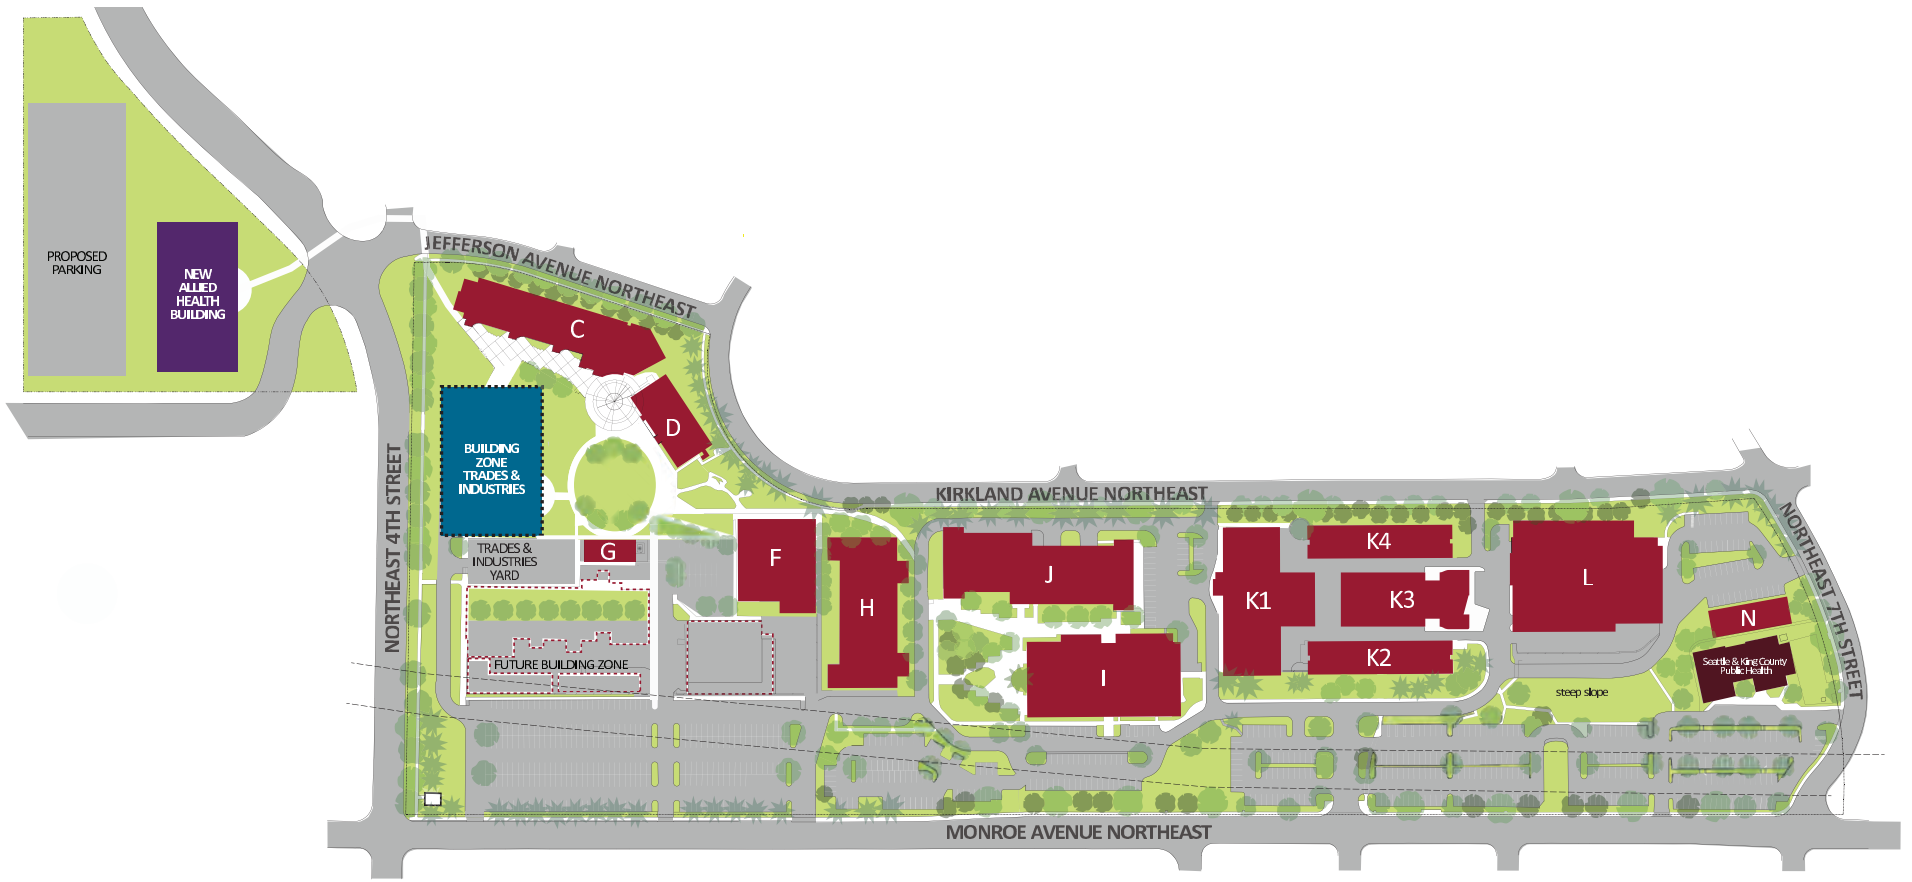 PROPOSED
PARKING
NEW
ALLIED
HEALTH
BUILDING
JEFFERSON AVENUE NORTHEAST
C
D
BUILDING
ZONE
TRADES &
INDUSTRIES
NORTHEAST 4TH STREET
KIRKLAND AVENUE NORTHEAST
NORTHEAST 7TH STREET
TRADES &
INDUSTRIES
YARD
G
F
H
J
I
K1
K4
K3
K2
L
N
Seattle & King County
Public Health
FUTURE BUILDING ZONE
steep slope
MONROE AVENUE NORTHEAST